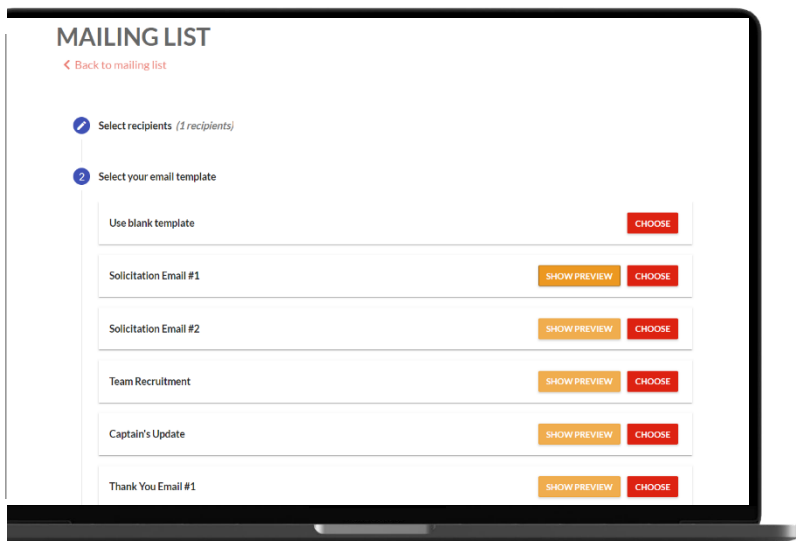 MAILING LIST
Back to mailing list
Select recipients (1 recipients)
2 Select your email template
Use blank template CHOOSE
Solicitation Email #1 SHOW PREVIEW CHOOSE
Solicitation Email #2 SHOW PREVIEW CHOOSE
Team Recruitment SHOW PREVIEW CHOOSE
Captain's Update SHOW PREVIEW CHOOSE
Thank You Email #1 SHOW PREVIEW CHOOSE